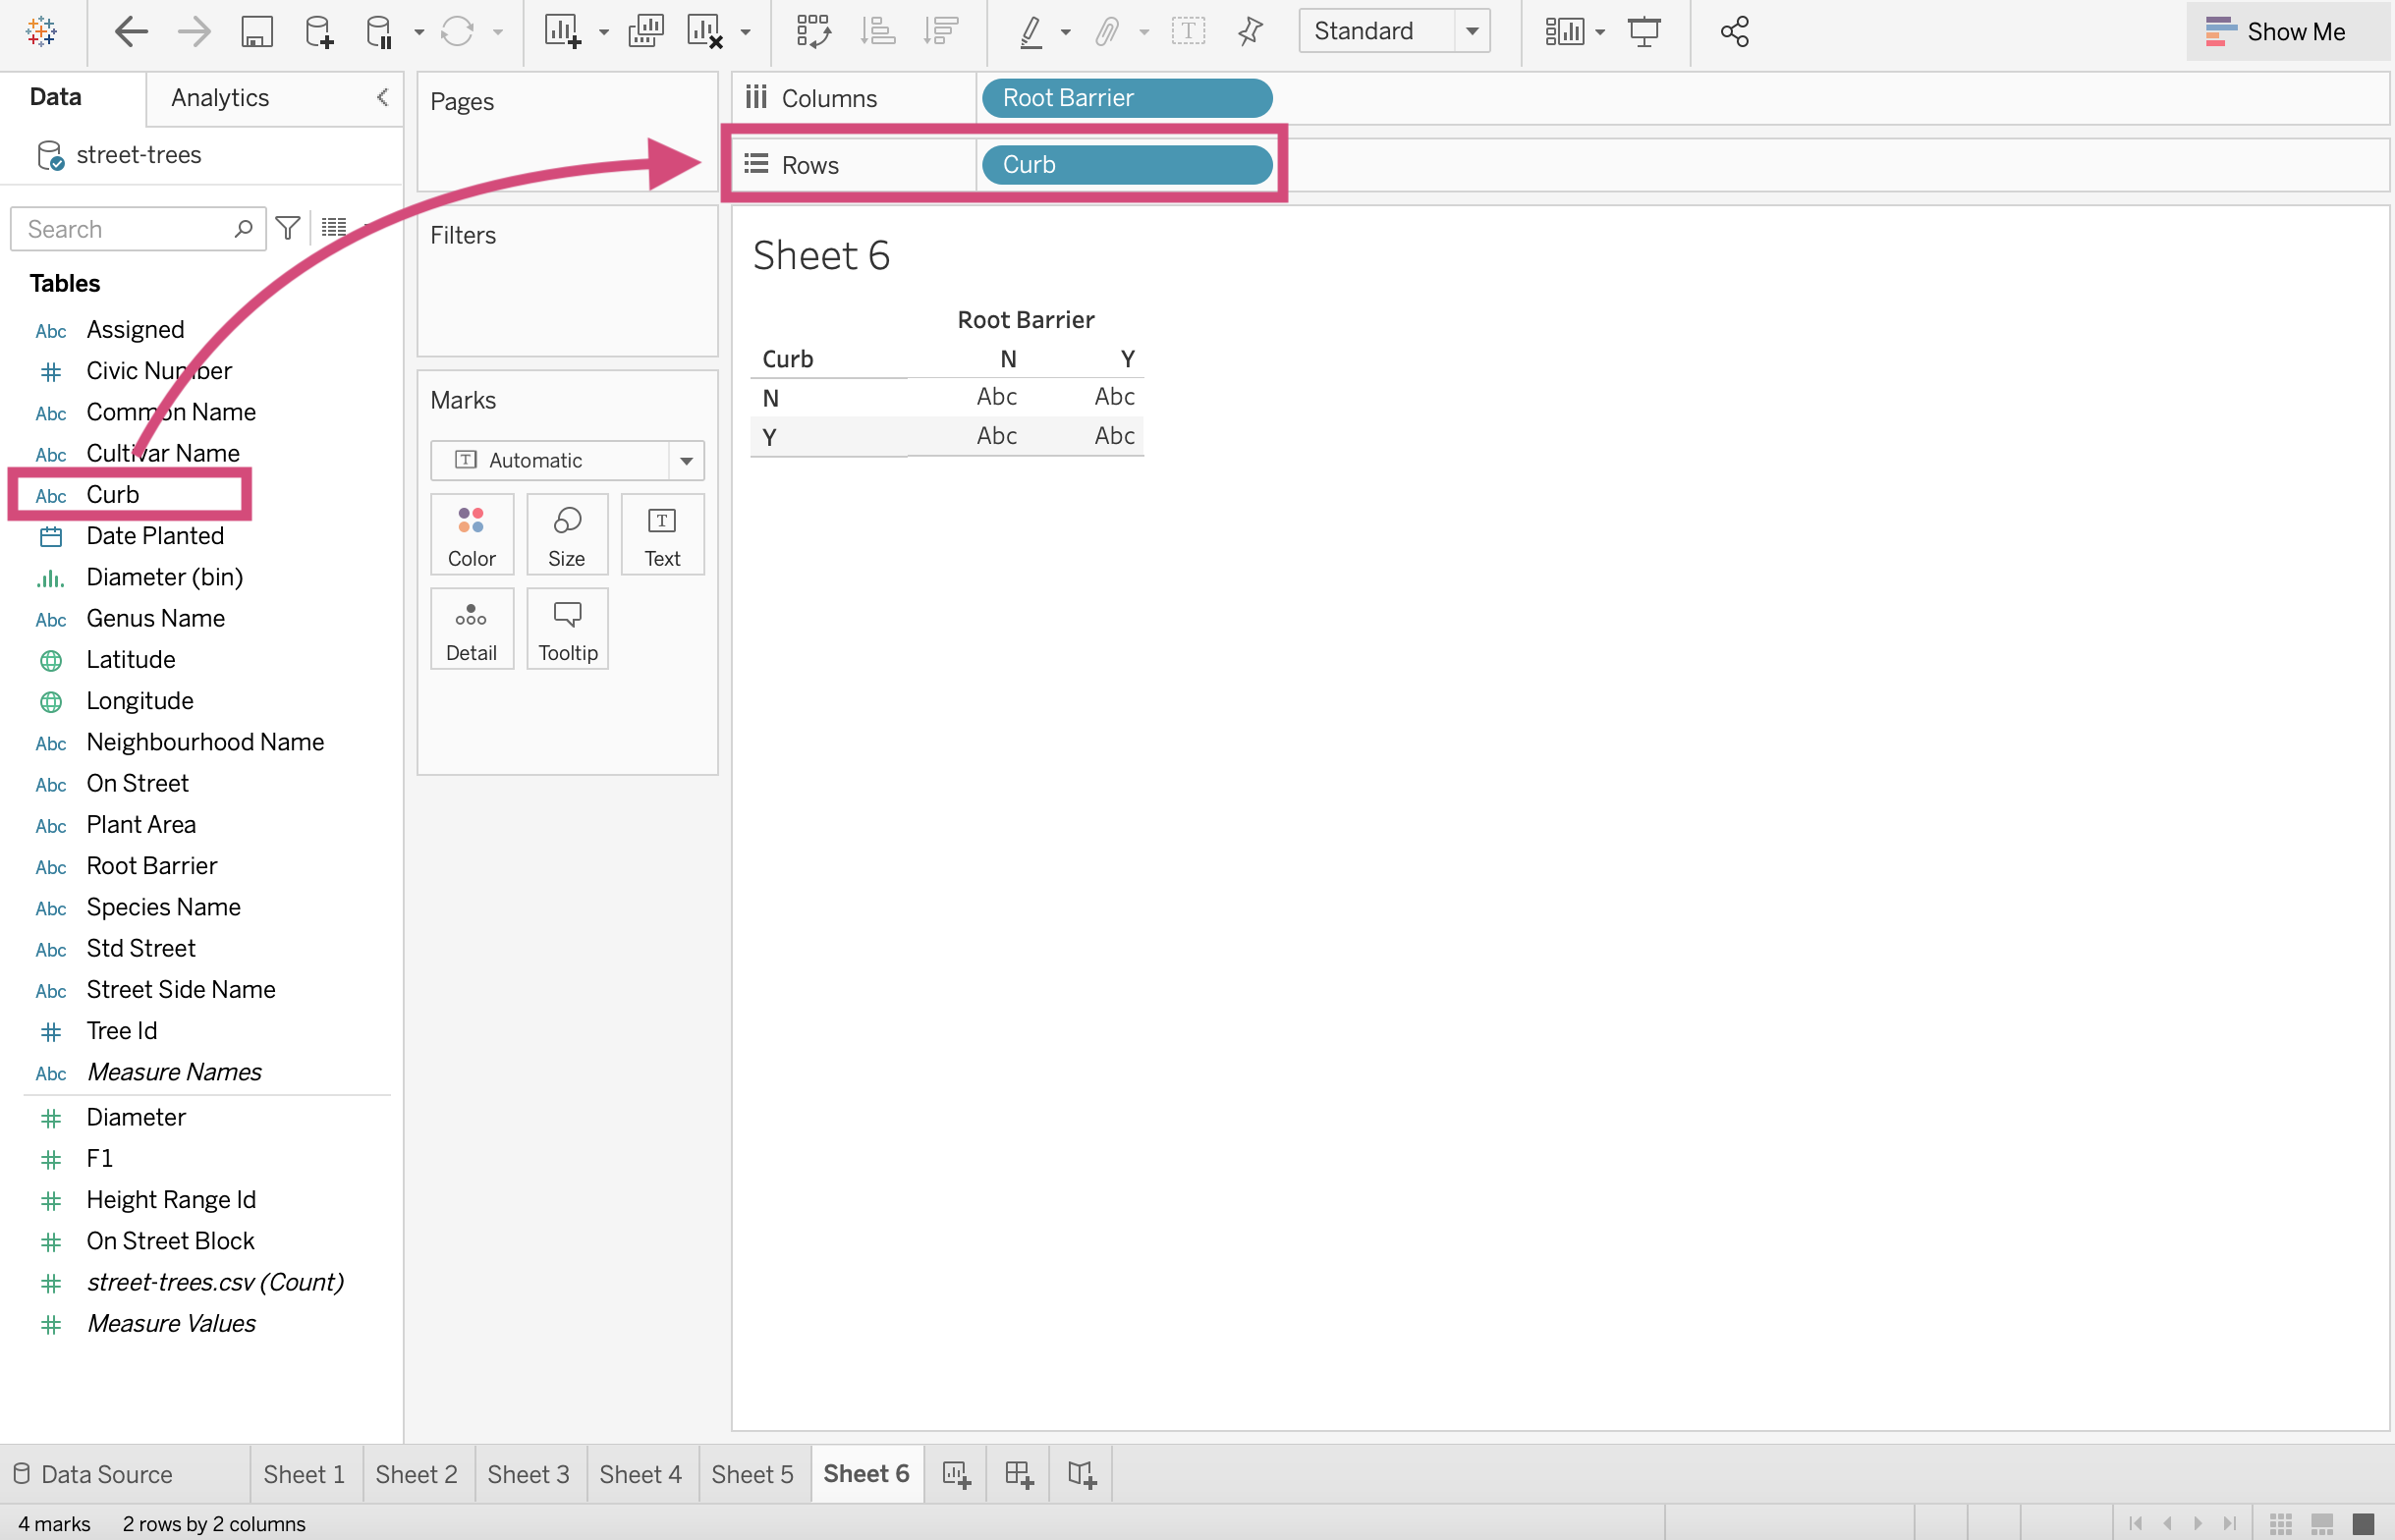 Standard
Show Me
Data
Analytics
street-trees
Search
Tables
Abc Assigned
Civic Number
Abc Common Name
Abc Cultivar Name
Abc Curb
Date Planted
Diameter (bin)
Abc Genus Name
Latitude
Longitude
Abc Neighbourhood Name
Abc On Street
Abc Plant Area
Abc Root Barrier
Abc Species Name
Abc Std Street
Abc Street Side Name
Tree Id
Abc Measure Names
Diameter
F1
Height Range Id
On Street Block
street-trees.csv (Count)
Measure Values
Pages
Filters
Marks
T Automatic
Color Size T Text
Detail Tooltip
Columns Root Barrier
Rows Curb
Sheet 6
Root Barrier
Curb N Y
N Abc Abc
Y Abc Abc
Data Source Sheet 1 Sheet 2 Sheet 3 Sheet 4 Sheet 5 Sheet 6
4 marks 2 rows by 2 columns